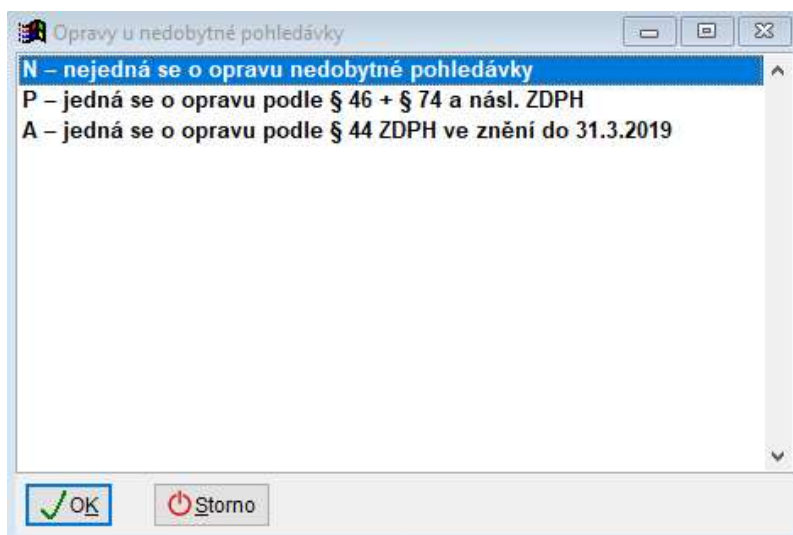 Opravy u nedobytné pohledávky
N – nejedná se o opravu nedobytné pohledávky
P – jedná se o opravu podle § 46 + § 74 a násl. ZDPH
A – jedná se o opravu podle § 44 ZDPH ve znění do 31.3.2019
OK
Storno